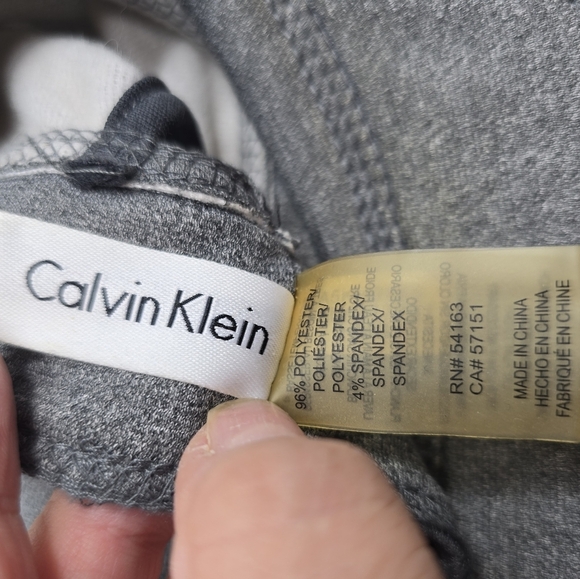 Calvin Klein
96% POLYESTER/
POLIÉSTER/
POLYESTER
4% SPANDEX/
SPANDEX/
SPANDEX
RN# 54163
CA# 57151
MADE IN CHINA
HECHO EN CHINA
FABRIQUÉ EN CHINE